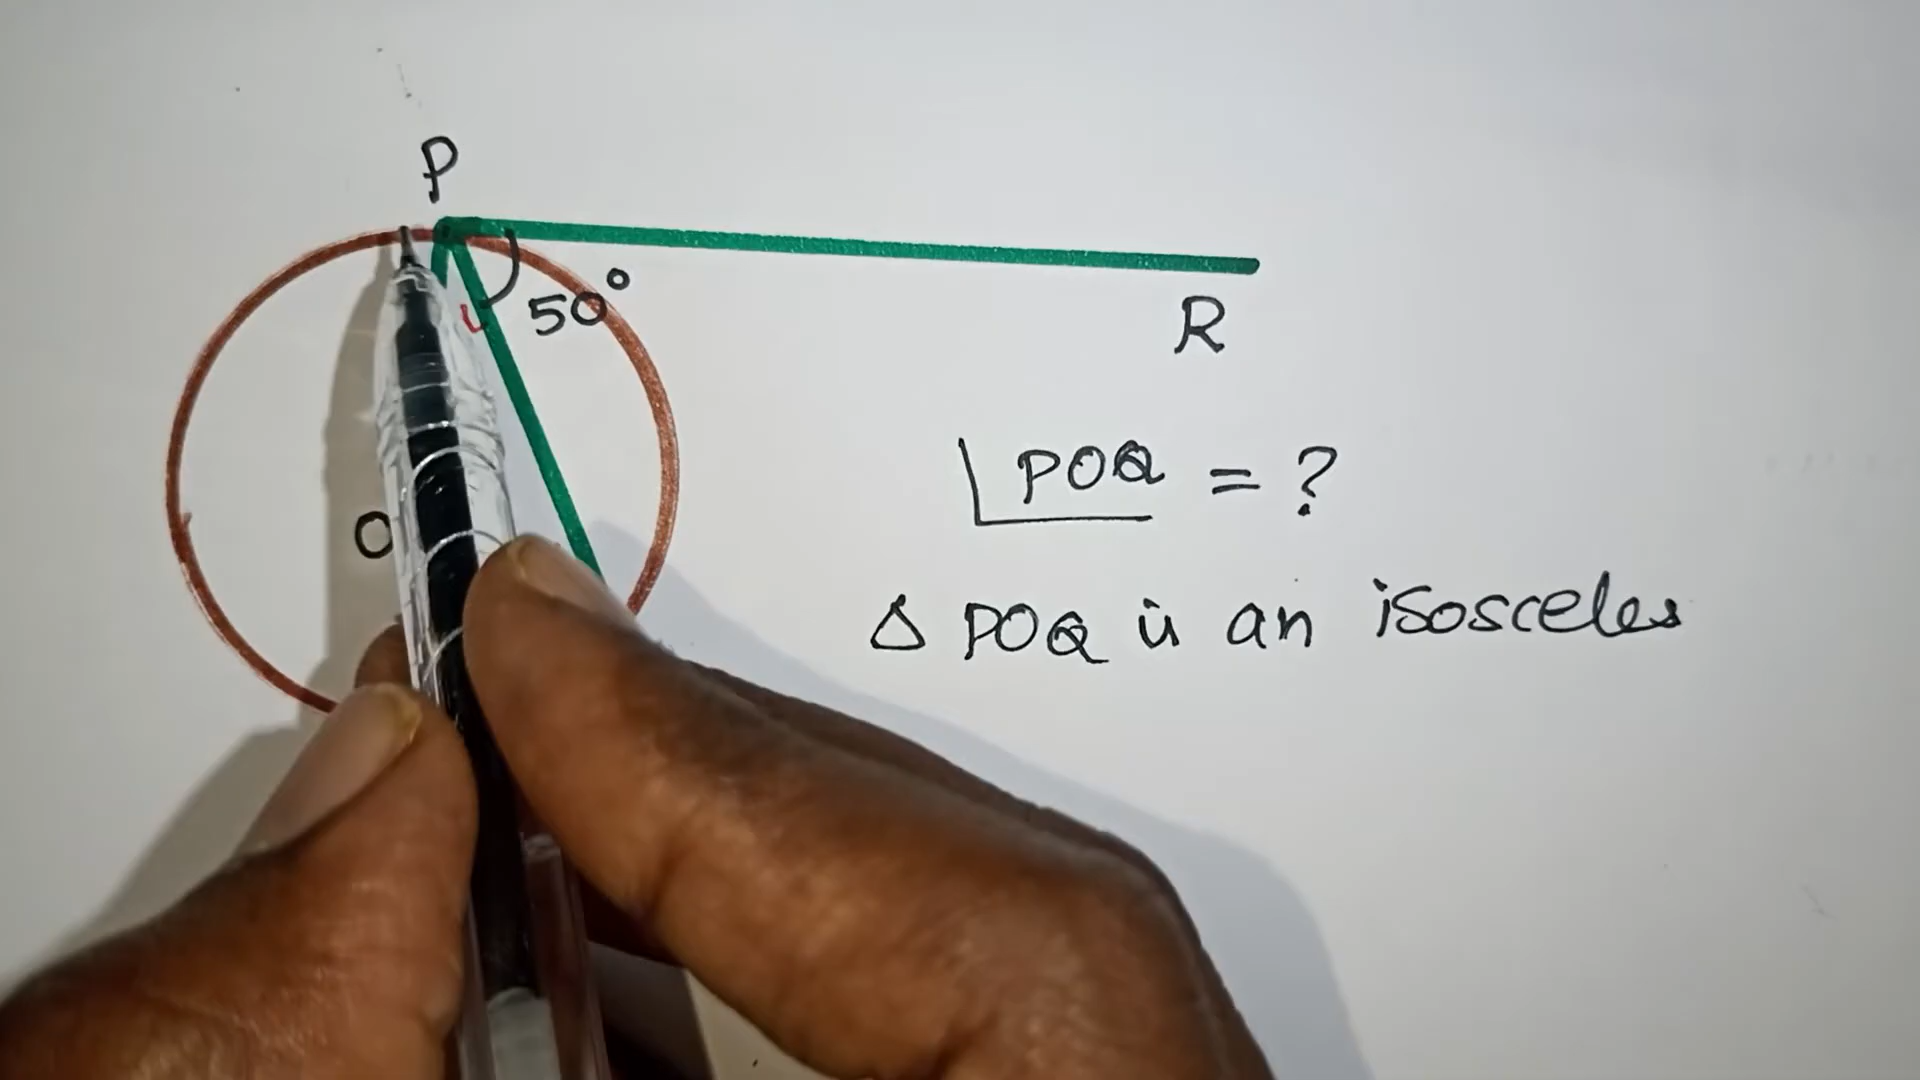 P
50°
R
O
∠POQ = ?
Δ POQ is an isosceles